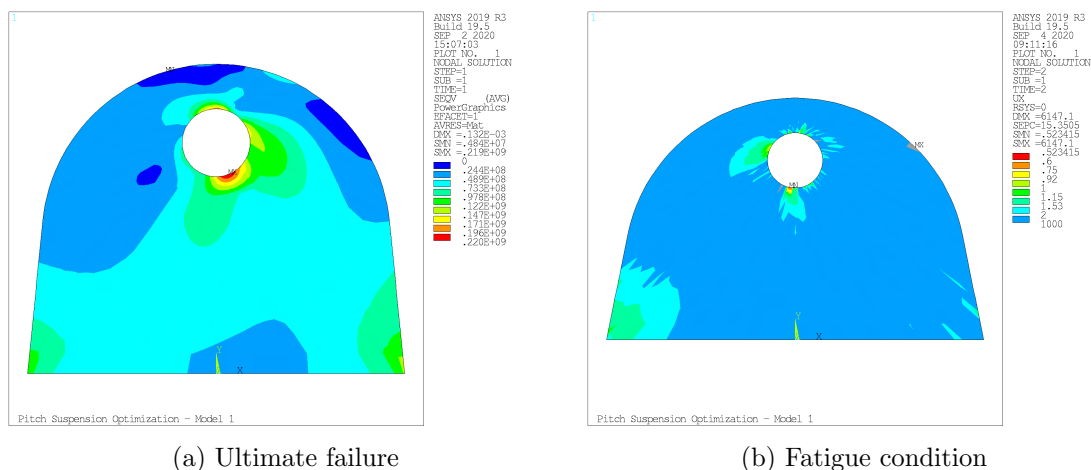 1
ANSYS 2019 R3
Build 19.5
SEP 2 2020
15:07:03
PLOT NO. 1
NODAL SOLUTION
STEP=1
SUB =1
TIME=1
SEQV (AVG)
PowerGraphics
EFACET=1
AVRES=Mat
DMX =.132E-03
SMN =.484E+07
SMX =.219E+09
0
.244E+08
.489E+08
.733E+08
.978E+08
.122E+09
.147E+09
.171E+09
.196E+09
.220E+09
MN
MX
Y
X
Pitch Suspension Optimization - Model 1
(a) Ultimate failure
1
ANSYS 2019 R3
Build 19.5
SEP 4 2020
09:11:16
PLOT NO. 1
NODAL SOLUTION
STEP=2
SUB =1
TIME=2
UX
RSYS=0
DMX =6147.1
SEPC=15.3505
SMN =.523415
SMX =6147.1
.523415
.6
.75
.92
1
1.15
1.53
2
1000
MX
MN
Y
X
Pitch Suspension Optimization - Model 1
(b) Fatigue condition